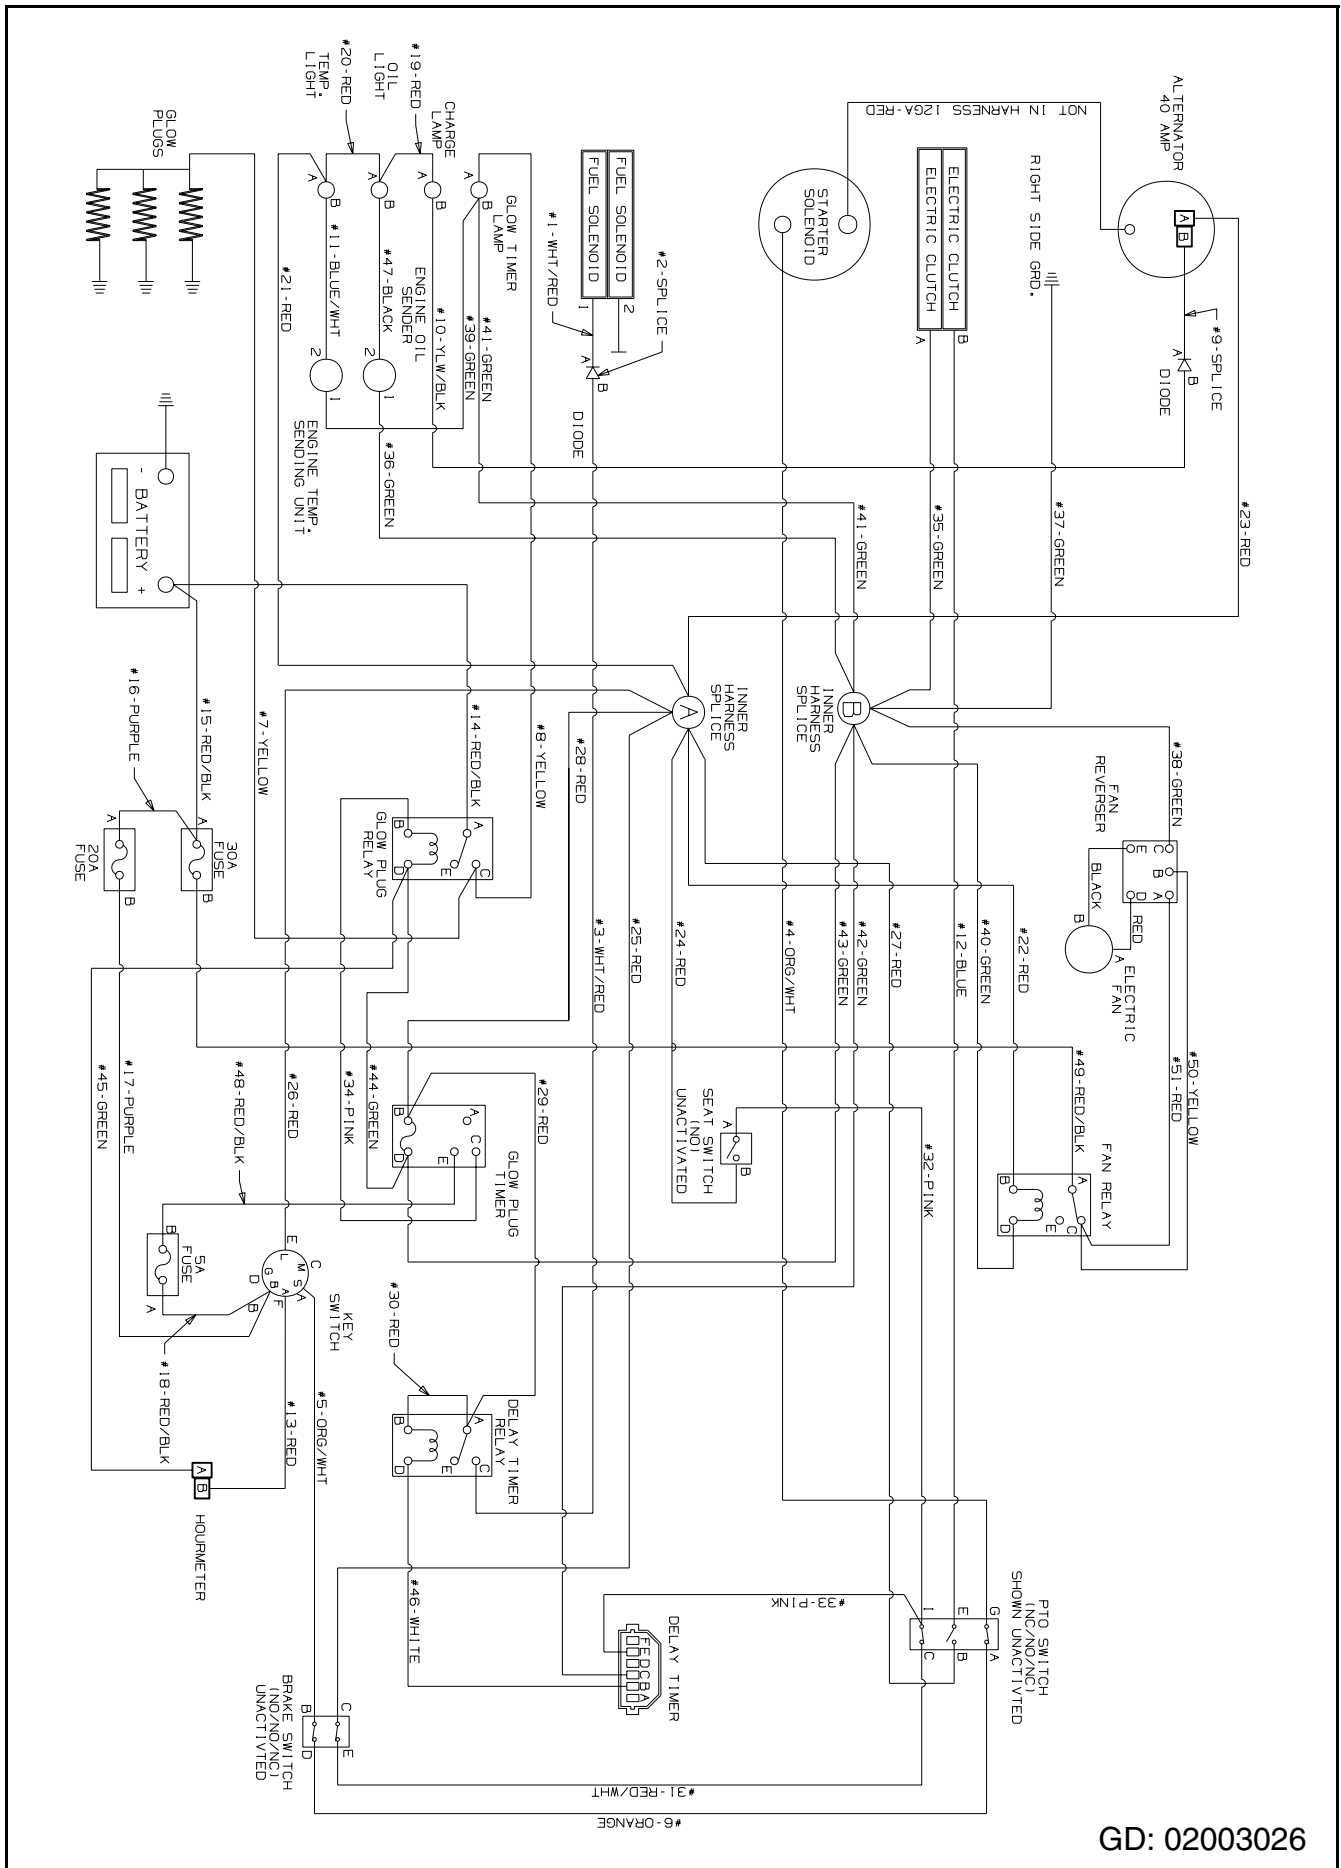 ALTERNATOR
40 AMP
A
B
NOT IN HARNESS 12GA-RED
#9-SPLICE
A
B
DIODE
#23-RED
RIGHT SIDE GRD.
#37-GREEN
ELECTRIC CLUTCH
ELECTRIC CLUTCH
B
A
#35-GREEN
STARTER
SOLENOID
#41-GREEN
FUEL SOLENOID
FUEL SOLENOID
2
1
#2-SPLICE
#1-WHT/RED
A
B
DIODE
GLOW TIMER
LAMP
A
B
#41-GREEN
#39-GREEN
CHARGE
LAMP
A
B
#10-YLW/BLK
#19-RED
OIL
LIGHT
A
B
#47-BLACK
ENGINE OIL
SENDER
2
1
#36-GREEN
#20-RED
TEMP.
LIGHT
A
B
#11-BLUE/WHT
2
1
ENGINE TEMP.
SENDING UNIT
#21-RED
GLOW
PLUGS
- BATTERY +
#38-GREEN
FAN
REVERSER
E
C
B
D
A
BLACK
RED
B
A
ELECTRIC
FAN
INNER
HARNESS
SPLICE
B
INNER
HARNESS
SPLICE
A
#28-RED
#8-YELLOW
#14-RED/BLK
#7-YELLOW
#15-RED/BLK
#16-PURPLE
A
B
30A
FUSE
A
B
20A
FUSE
B
A
D
E
C
GLOW PLUG
RELAY
#22-RED
#40-GREEN
#12-BLUE
#27-RED
#42-GREEN
#43-GREEN
#4-ORG/WHT
#24-RED
#25-RED
#3-WHT/RED
#50-YELLOW
#51-RED
#49-RED/BLK
FAN RELAY
B
A
D
E
C
SEAT SWITCH
(NO)
UNACTIVATED
A
B
#32-PINK
#29-RED
#44-GREEN
#34-PINK
#26-RED
#48-RED/BLK
#17-PURPLE
#45-GREEN
B
A
D
E
C
GLOW PLUG
TIMER
B
A
5A
FUSE
#18-RED/BLK
E
C
D
B
F
A
L
M
G
S
B
A
KEY
SWITCH
#5-ORG/WHT
#13-RED
A
B
HOURMETER
#30-RED
B
A
D
E
C
DELAY TIMER
RELAY
#46-WHITE
#33-PINK
DELAY TIMER
FEDCBA
PTO SWITCH
(NC/NO/NC)
SHOWN UNACTIVTED
I
E
G
C
B
A
BRAKE SWITCH
(NO/NO/NC)
UNACTIVTED
B
C
D
E
#31-RED/WHT
#6-ORANGE
GD: 02003026